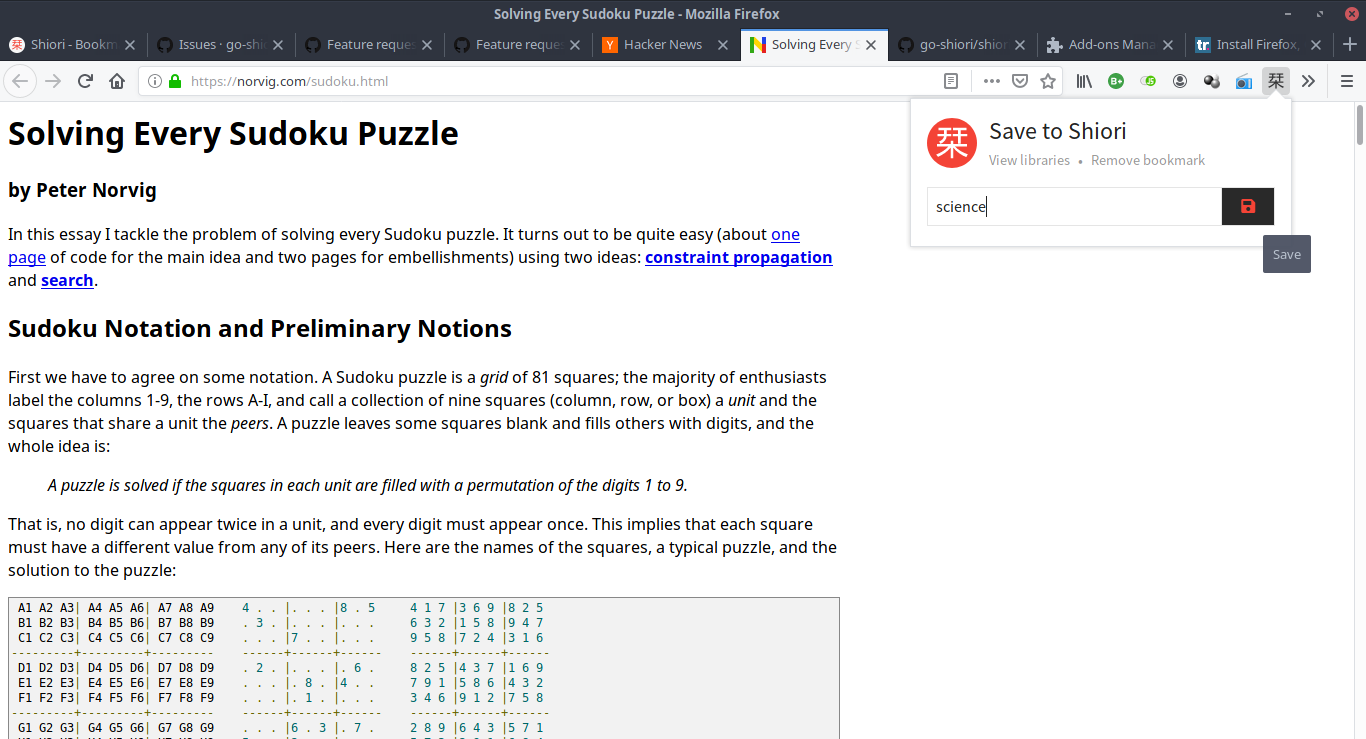 Solving Every Sudoku Puzzle - Mozilla Firefox
Shiori - Bookm
Issues · go-shi
Feature reque
Feature reque
Hacker News
Solving Every S
go-shiori/shior
Add-ons Mana
Install Firefox,
https://norvig.com/sudoku.html
Solving Every Sudoku Puzzle
by Peter Norvig
In this essay I tackle the problem of solving every Sudoku puzzle. It turns out to be quite easy (about one
page of code for the main idea and two pages for embellishments) using two ideas: constraint propagation
and search.
Sudoku Notation and Preliminary Notions
First we have to agree on some notation. A Sudoku puzzle is a grid of 81 squares; the majority of enthusiasts
label the columns 1-9, the rows A-I, and call a collection of nine squares (column, row, or box) a unit and the
squares that share a unit the peers. A puzzle leaves some squares blank and fills others with digits, and the
whole idea is:
A puzzle is solved if the squares in each unit are filled with a permutation of the digits 1 to 9.
That is, no digit can appear twice in a unit, and every digit must appear once. This implies that each square
must have a different value from any of its peers. Here are the names of the squares, a typical puzzle, and the
solution to the puzzle:
A1 A2 A3| A4 A5 A6| A7 A8 A9    4 . . |. . . |8 . 5     4 1 7 |3 6 9 |8 2 5
B1 B2 B3| B4 B5 B6| B7 B8 B9    . 3 . |. . . |. . .     6 3 2 |1 5 8 |9 4 7
C1 C2 C3| C4 C5 C6| C7 C8 C9    . . . |7 . . |. . .     9 5 8 |7 2 4 |3 1 6
---------+---------+---------    ------+------+------    ------+------+------
D1 D2 D3| D4 D5 D6| D7 D8 D9    . 2 . |. . . |. 6 .     8 2 5 |4 3 7 |1 6 9
E1 E2 E3| E4 E5 E6| E7 E8 E9    . . . |. 8 . |4 . .     7 9 1 |5 8 6 |4 3 2
F1 F2 F3| F4 F5 F6| F7 F8 F9    . . . |. 1 . |. . .     3 4 6 |9 1 2 |7 5 8
---------+---------+---------    ------+------+------    ------+------+------
G1 G2 G3| G4 G5 G6| G7 G8 G9    . . . |6 . 3 |. 7 .     2 8 9 |6 4 3 |5 7 1
栞
Save to Shiori
View libraries • Remove bookmark
science
Save